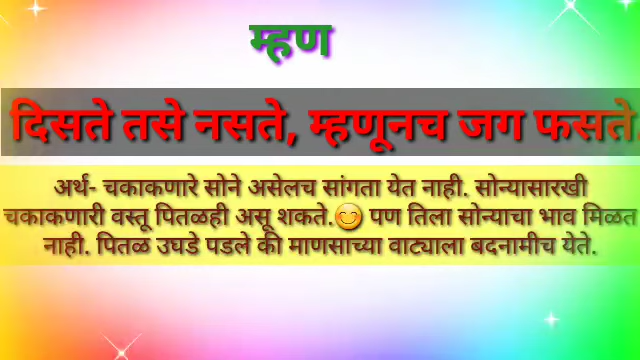 म्हण
दिसते तसे नसते, म्हणूनच जग फसते
अर्थ- चकाकणारे सोने असेलच सांगता येत नाही. सोन्यासारखी
चकाकणारी वस्तू पितळही असू शकते.😊 पण तिला सोन्याचा भाव मिळत
नाही. पितळ उघडे पडले की माणसाच्या वाट्याला बदनामीच येते.